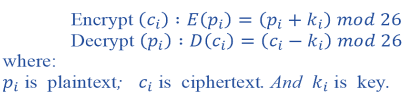 Encrypt (cᵢ) : E(pᵢ) = (pᵢ + kᵢ) mod 26
Decrypt (pᵢ) : D(cᵢ) = (cᵢ − kᵢ) mod 26
where:
pᵢ is plaintext; cᵢ is ciphertext. And kᵢ is key.